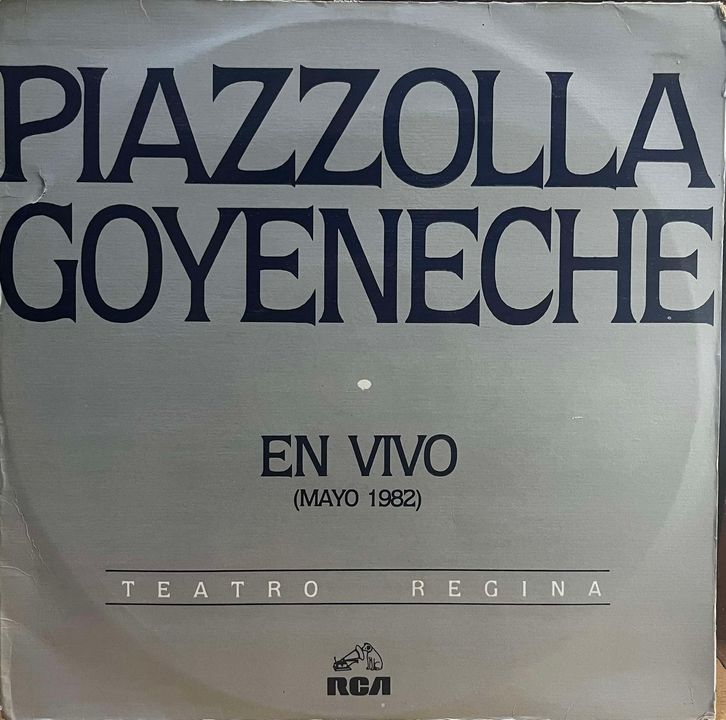 PIAZZOLLA
GOYENECHE
EN VIVO
(MAYO 1982)
TEATRO REGINA
RCA